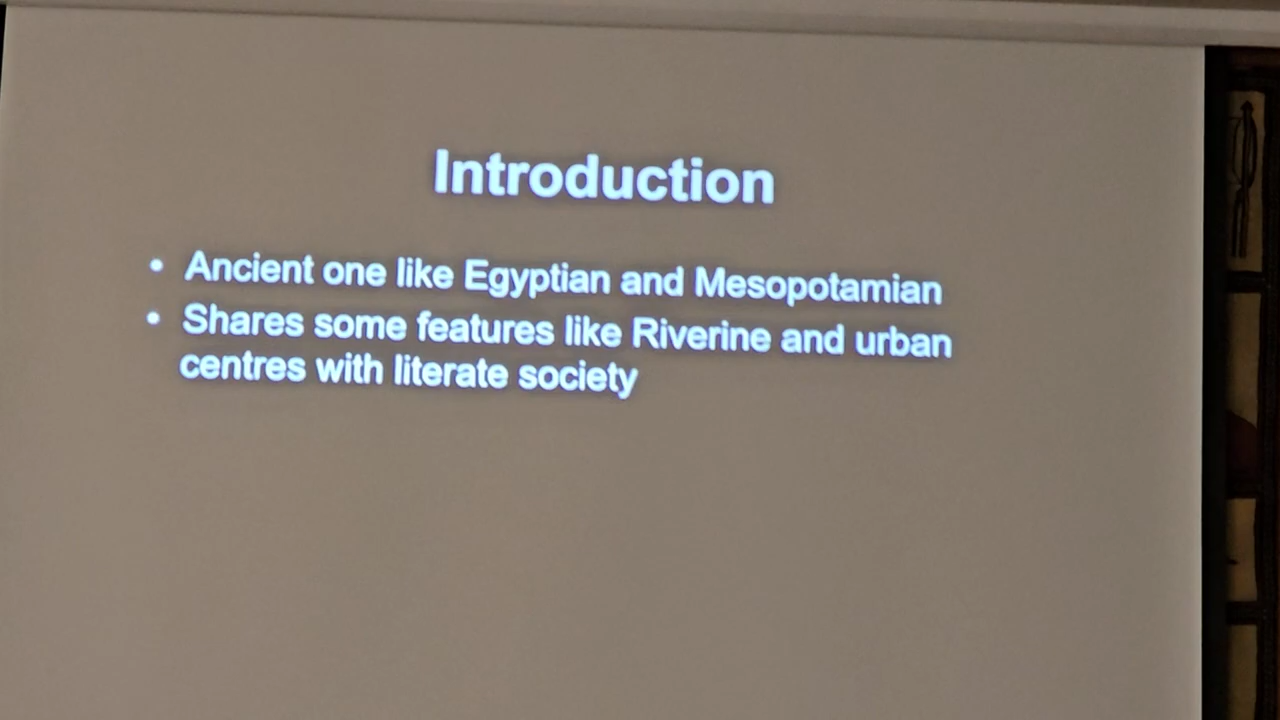 Introduction
• Ancient one like Egyptian and Mesopotamian
• Shares some features like Riverine and urban
centres with literate society